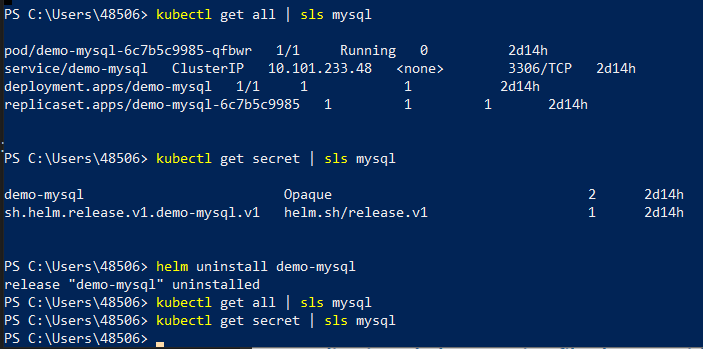 PS C:\Users\48506> kubectl get all | sls mysql
pod/demo-mysql-6c7b5c9985-qfbwr 1/1 Running 0 2d14h
service/demo-mysql ClusterIP 10.101.233.48 <none> 3306/TCP 2d14h
deployment.apps/demo-mysql 1/1 1 1 2d14h
replicaset.apps/demo-mysql-6c7b5c9985 1 1 1 2d14h
PS C:\Users\48506> kubectl get secret | sls mysql
demo-mysql Opaque 2 2d14h
sh.helm.release.v1.demo-mysql.v1 helm.sh/release.v1 1 2d14h
PS C:\Users\48506> helm uninstall demo-mysql
release "demo-mysql" uninstalled
PS C:\Users\48506> kubectl get all | sls mysql
PS C:\Users\48506> kubectl get secret | sls mysql
PS C:\Users\48506>